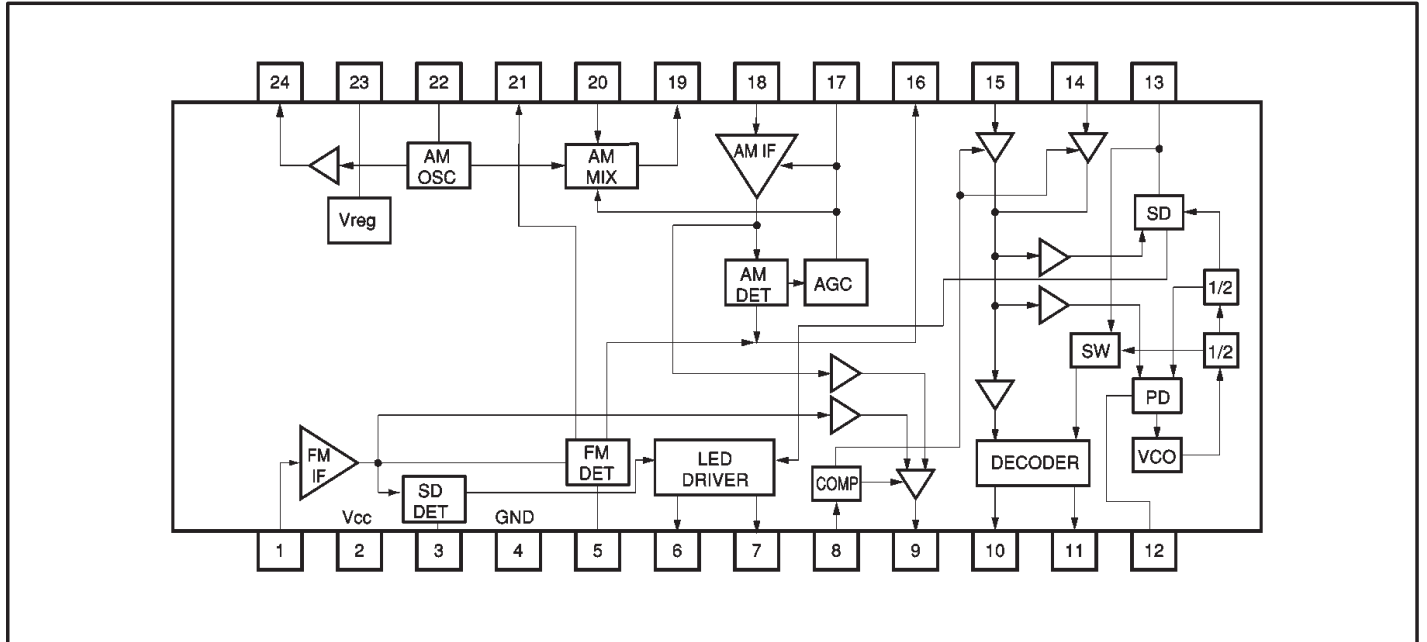 24 23 22 21 20 19 18 17 16 15 14 13
AM IF
AM
OSC
AM
MIX
Vreg
SD
AM
DET
AGC
1/2
SW
1/2
PD
FM
IF
FM
DET
LED
DRIVER
DECODER
VCO
COMP
SD
DET
Vcc
GND
1 2 3 4 5 6 7 8 9 10 11 12